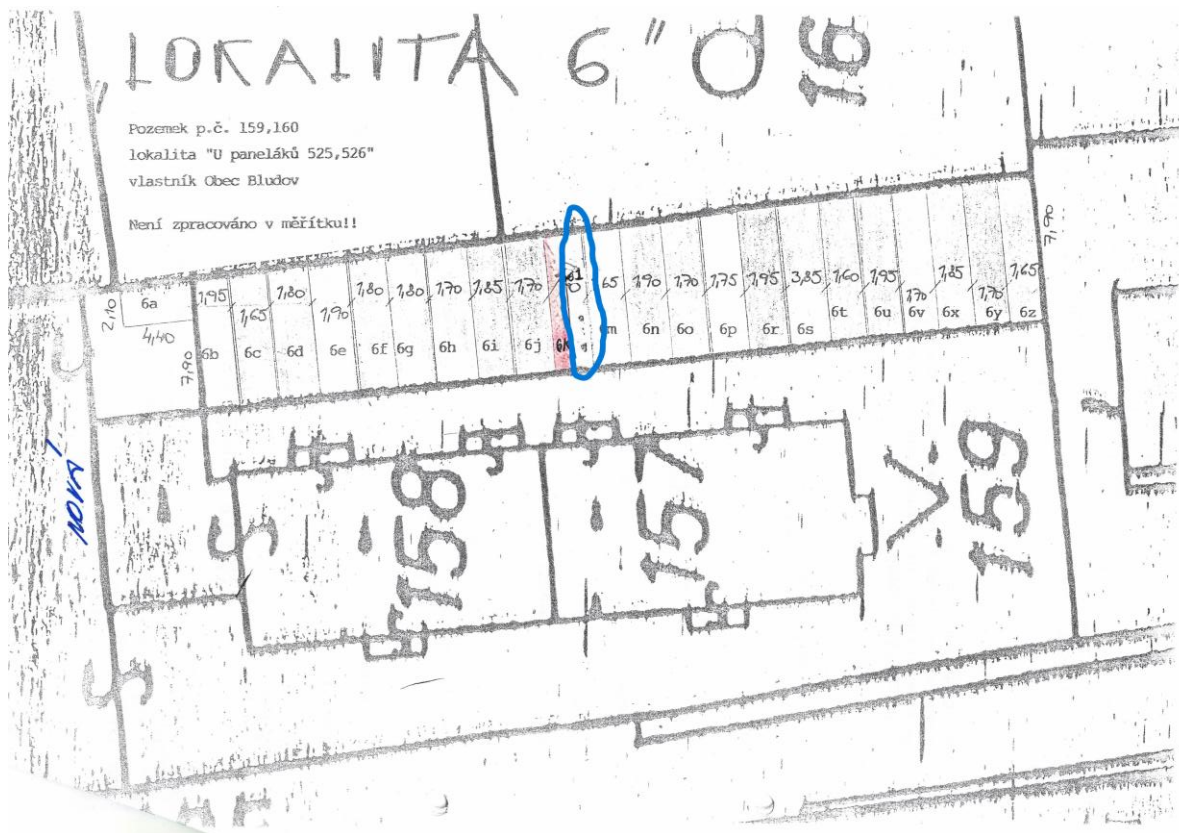 "LOKALITA 6"
Pozemek p.č. 159,160
lokalita "U paneláků 525,526"
vlastník Obec Bludov
Není zpracováno v měřítku!!
2,10 6a 4,40
7,90
1,95 1,65 1,80 1,90 1,80 1,80 1,70 1,85 1,70
65 1,90 1,70 1,75 1,95 3,85 1,60 1,95 1,70 1,85 1,70 1,65
7,90
6b 6c 6d 6e 6f 6g 6h 6i 6j 6k
6m 6n 6o 6p 6r 6s 6t 6u 6v 6x 6y 6z
NOVÁ
158
157
159